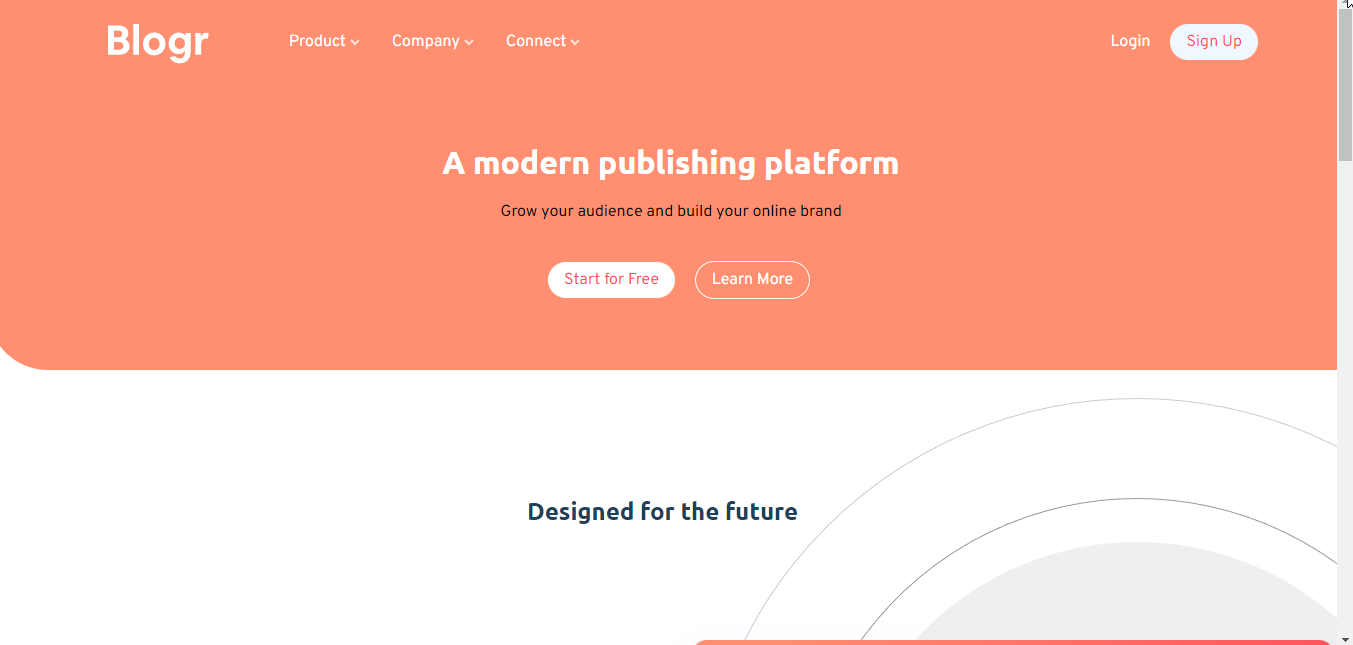 Blogr
Product
Company
Connect
Login
Sign Up
A modern publishing platform
Grow your audience and build your online brand
Start for Free
Learn More
Designed for the future